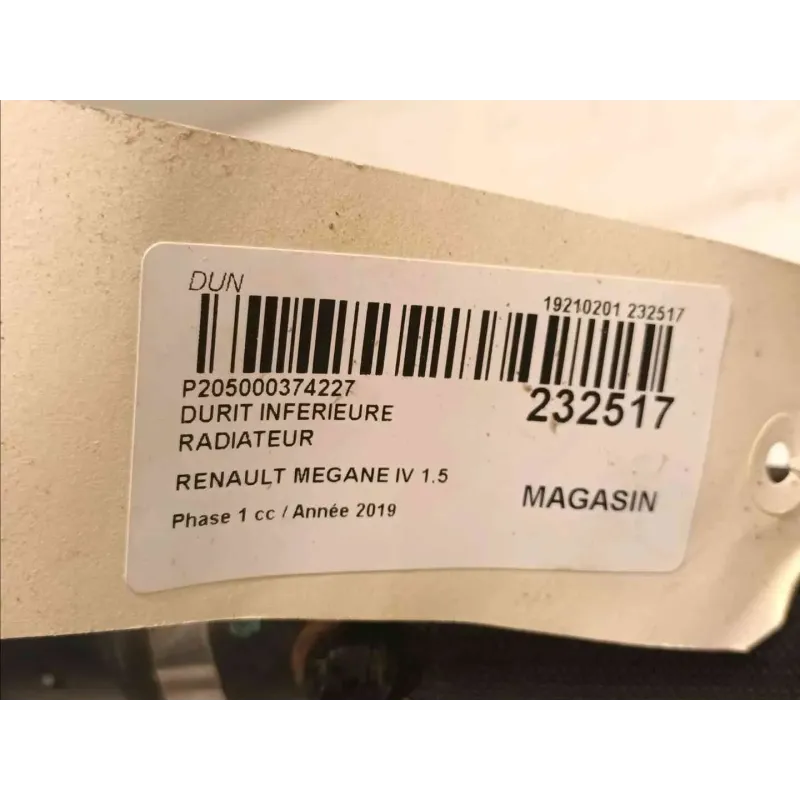 DUN
19210201 232517
P205000374227
232517
DURIT INFERIEURE
RADIATEUR
RENAULT MEGANE IV 1.5
MAGASIN
Phase 1 cc / Année 2019